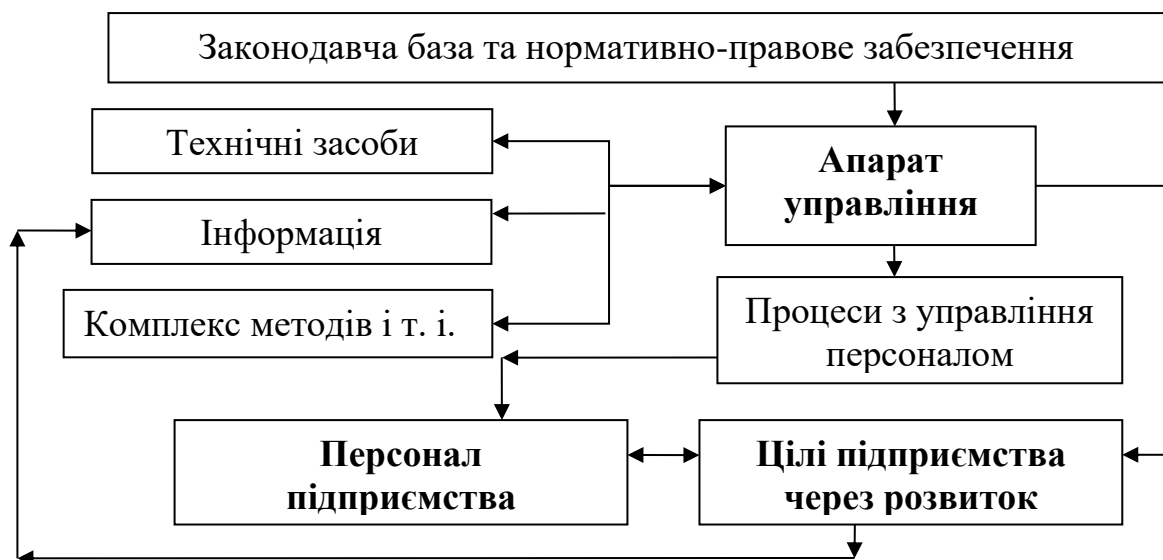 Законодавча база та нормативно-правове забезпечення
Технічні засоби
Апарат
управління
Інформація
Комплекс методів і т. і.
Процеси з управління
персоналом
Персонал
підприємства
Цілі підприємства
через розвиток